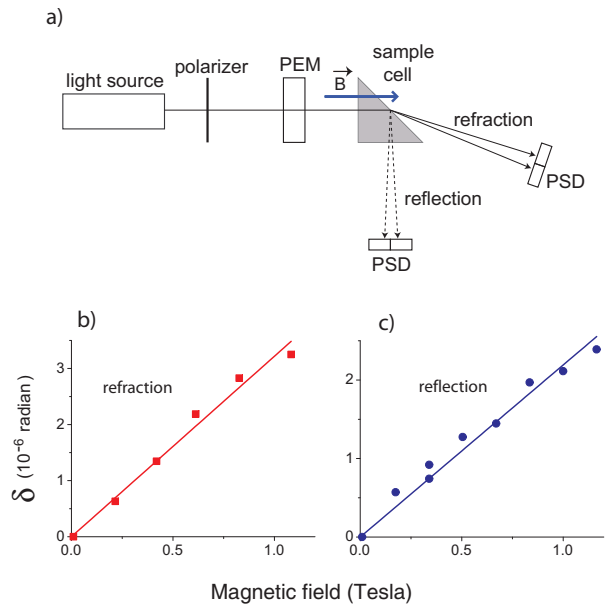 a)
light source
polarizer
PEM
B
sample
cell
refraction
PSD
reflection
PSD
b)
refraction
3
2
1
0
0.0
0.5
1.0
δ (10⁻⁶ radian)
c)
reflection
2
1
0
0.0
0.5
1.0
Magnetic field (Tesla)